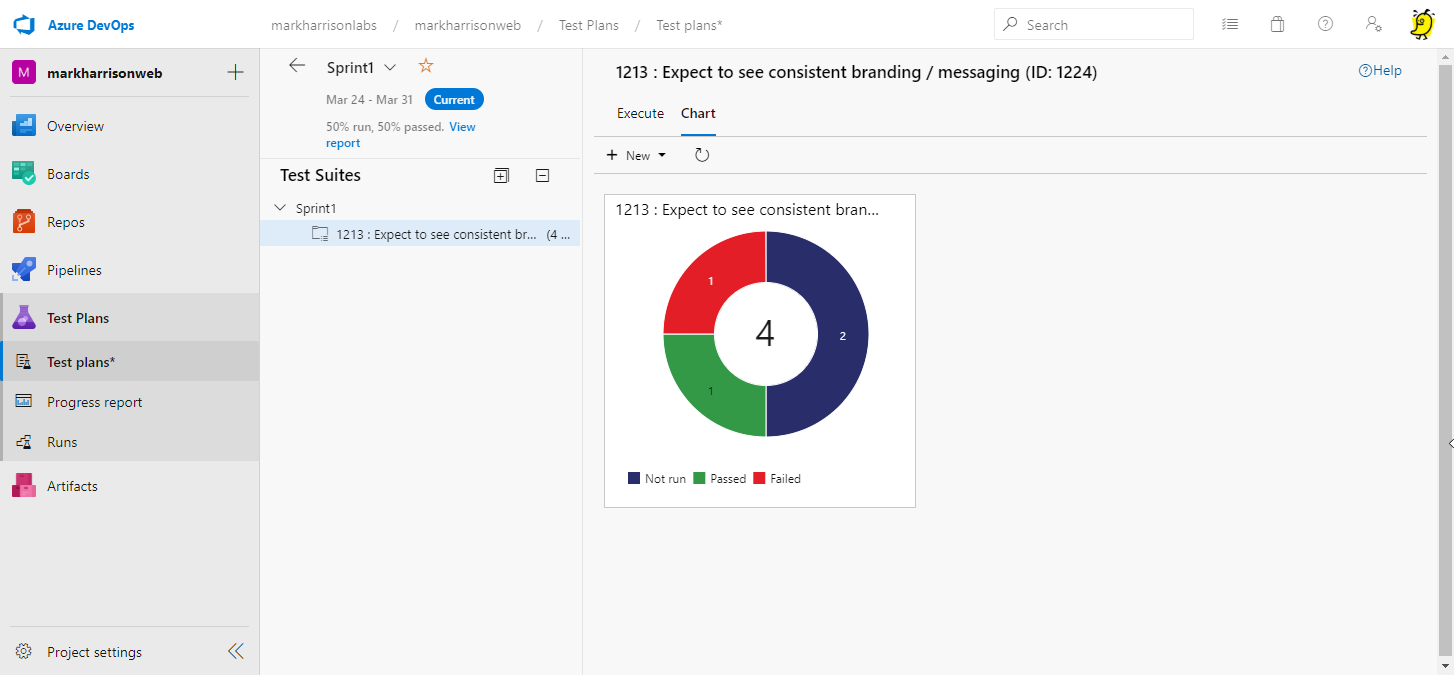 Azure DevOps
markharrisonlabs / markharrisonweb / Test Plans / Test plans*
Search
M markharrisonweb
Overview
Boards
Repos
Pipelines
Test Plans
Test plans*
Progress report
Runs
Artifacts
Project settings
Sprint1
Mar 24 - Mar 31 Current
50% run, 50% passed. View
report
Test Suites
Sprint1
1213 : Expect to see consistent br... (4 ...
1213 : Expect to see consistent branding / messaging (ID: 1224)
Help
Execute Chart
New
1213 : Expect to see consistent bran...
1
2
4
1
Not run Passed Failed